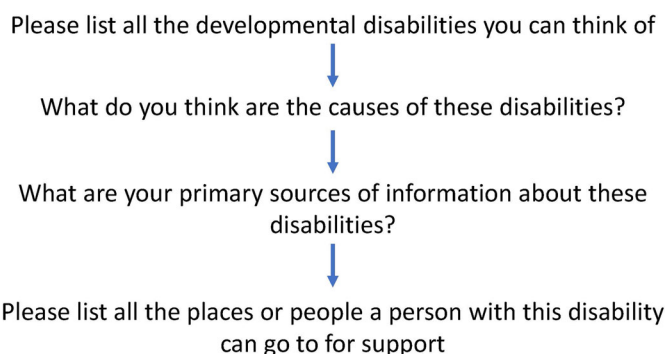 Please list all the developmental disabilities you can think of
What do you think are the causes of these disabilities?
What are your primary sources of information about these
disabilities?
Please list all the places or people a person with this disability
can go to for support